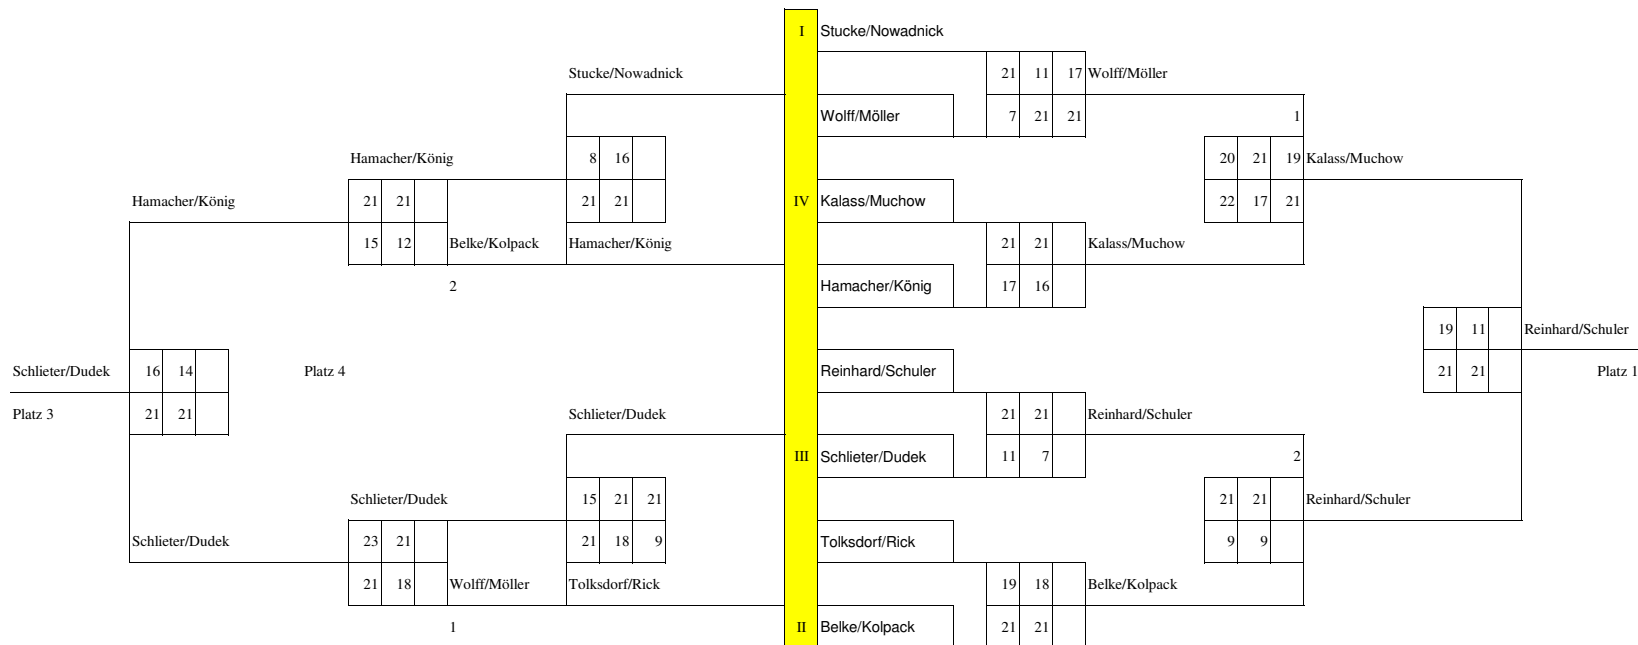 I Stucke/Nowadnick
Stucke/Nowadnick 21 11 17 Wolff/Möller
Wolff/Möller 7 21 21 1
Hamacher/König 8 16 20 21 19 Kalass/Muchow
Hamacher/König 21 21 21 21 IV Kalass/Muchow 22 17 21
15 12 Belke/Kolpack Hamacher/König 21 21 Kalass/Muchow
2 Hamacher/König 17 16
19 11 Reinhard/Schuler
Schlieter/Dudek 16 14 Platz 4 Reinhard/Schuler 21 21 Platz 1
Platz 3 21 21 Schlieter/Dudek 21 21 Reinhard/Schuler
III Schlieter/Dudek 11 7 2
Schlieter/Dudek 15 21 21 21 21 Reinhard/Schuler
Schlieter/Dudek 23 21 21 18 9 Tolksdorf/Rick 9 9
21 18 Wolff/Möller Tolksdorf/Rick 19 18 Belke/Kolpack
1 II Belke/Kolpack 21 21